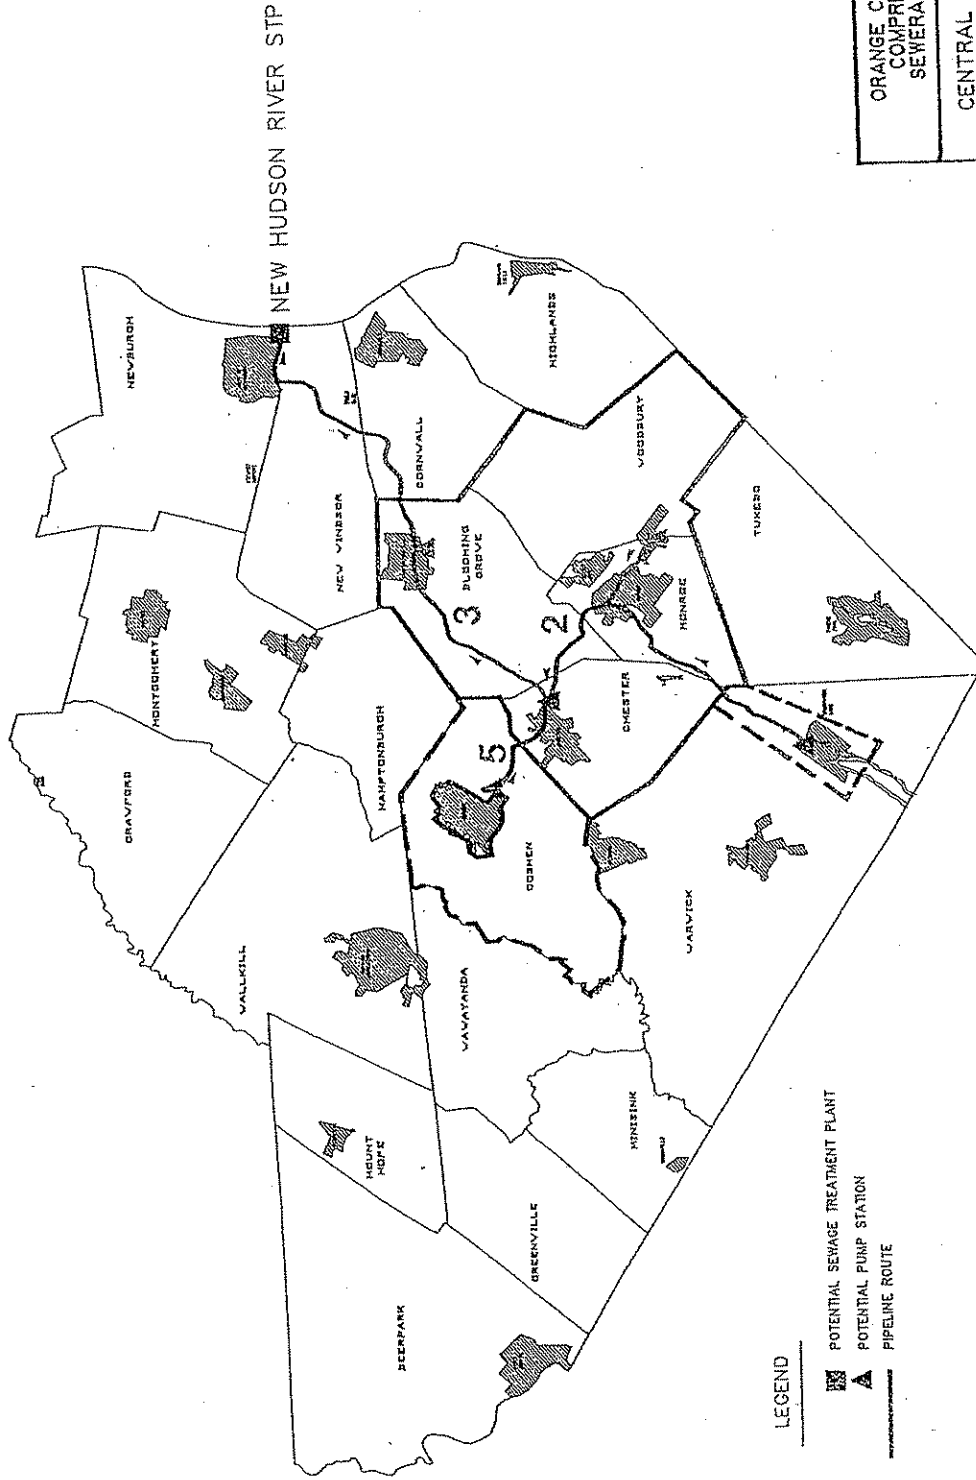 NEW HUDSON RIVER STP
NEWBURGH
MONTGOMERY
CRAWFORD
NEW WINDSOR
CORNWALL
HIGHLANDS
WALLKILL
HAMPTONBURGH
BLOOMING
GROVE
WOODBURY
3
2
MONROE
TUXEDO
1
CHESTER
5
GOSHEN
WARWICK
WAWAYANDA
MINISINK
MOUNT
HOPE
GREENVILLE
DEERPARK
LEGEND
POTENTIAL SEWAGE TREATMENT PLANT
POTENTIAL PUMP STATION
PIPELINE ROUTE
ORANGE C
COMPR
SEWERA
CENTRAL